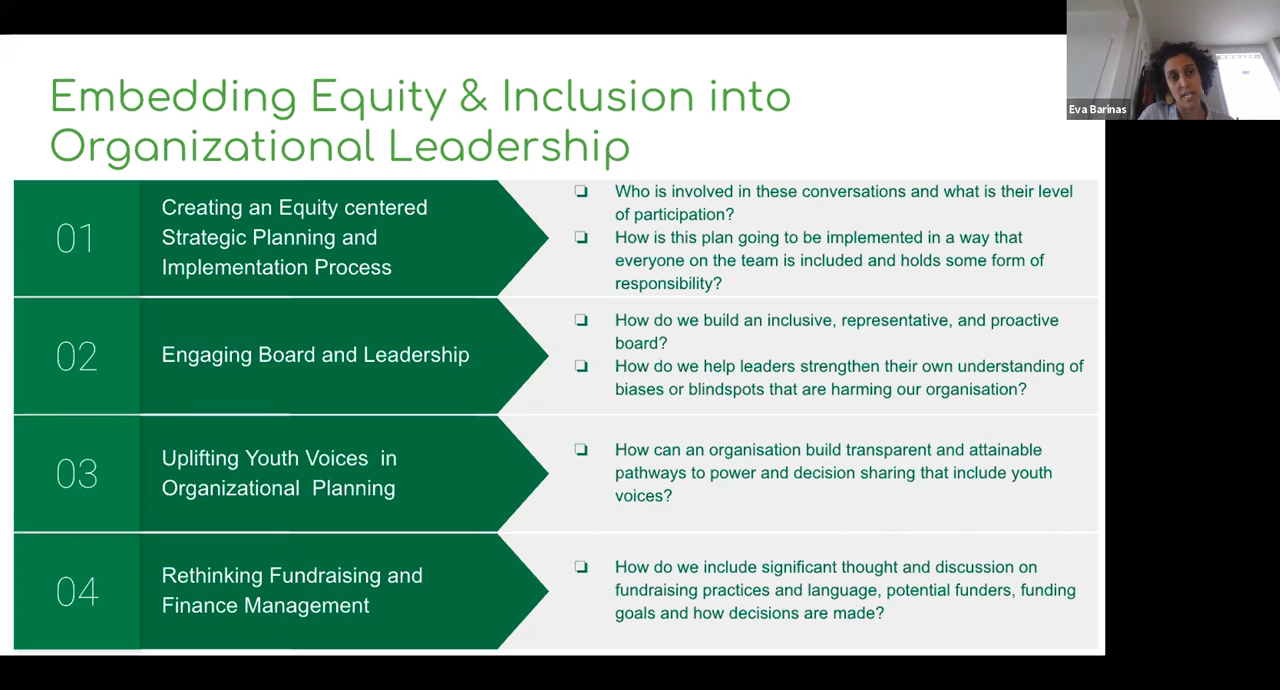 Embedding Equity & Inclusion into
Organizational Leadership
Eva Barinas
01
Creating an Equity centered
Strategic Planning and
Implementation Process
❏ Who is involved in these conversations and what is their level
of participation?
❏ How is this plan going to be implemented in a way that
everyone on the team is included and holds some form of
responsibility?
02
Engaging Board and Leadership
❏ How do we build an inclusive, representative, and proactive
board?
❏ How do we help leaders strengthen their own understanding of
biases or blindspots that are harming our organisation?
03
Uplifting Youth Voices in
Organizational Planning
❏ How can an organisation build transparent and attainable
pathways to power and decision sharing that include youth
voices?
04
Rethinking Fundraising and
Finance Management
❏ How do we include significant thought and discussion on
fundraising practices and language, potential funders, funding
goals and how decisions are made?